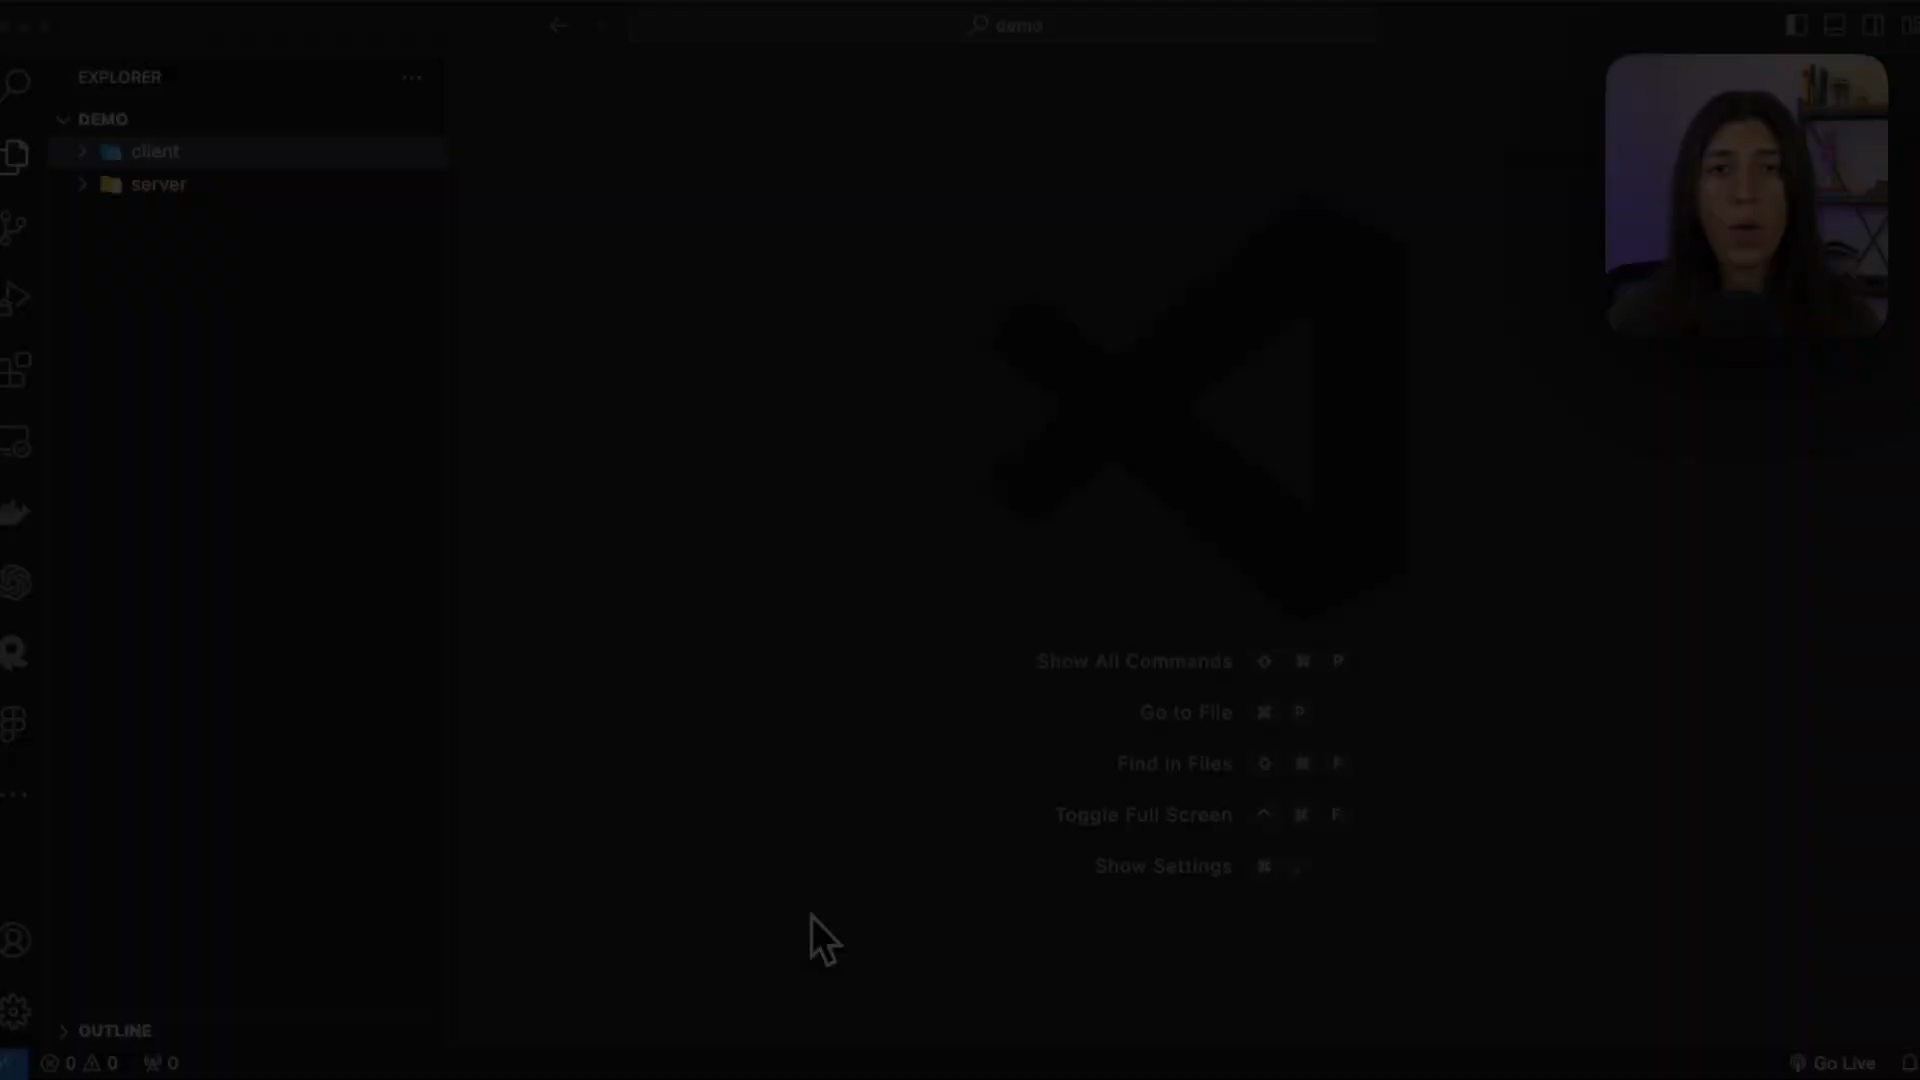 demo
EXPLORER
DEMO
client
server
Show All Commands ⌘ P
Go to File ⌘ P
Find in Files ⌘ F
Toggle Full Screen ^ ⌘ F
Show Settings ⌘ ,
OUTLINE
0 0 0
Go Live